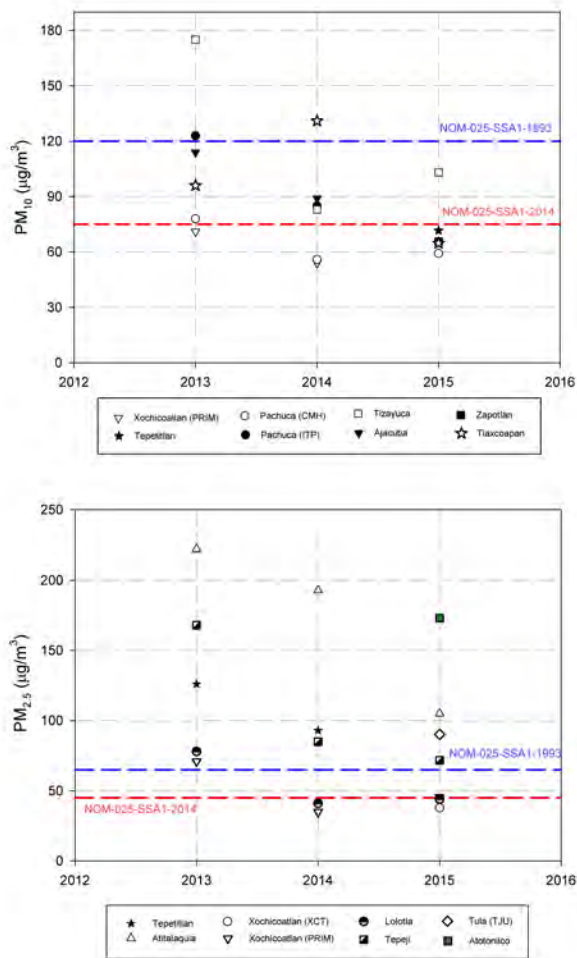 180
150
120
90
60
30
0
PM10 (μg/m³)
NOM-025-SSA1-1893
NOM-025-SSA1-2014
2012 2013 2014 2015 2016
Xochicoatlan (PRIM) Pachuca (CMH) Tizayuca Zapotlan
Tepetitlan Pachuca (ITP) Ajacuba Tlaxcoapan
250
200
150
100
50
0
PM2.5 (μg/m³)
NOM-025-SSA1-1993
NOM-025-SSA1-2014
2012 2013 2014 2015 2016
Tepetitlan Xochicoatlan (XCT) Lolotla Tula (TJU)
Atitalaquia Xochicoatlan (PRIM) Tepeji Atotonilco